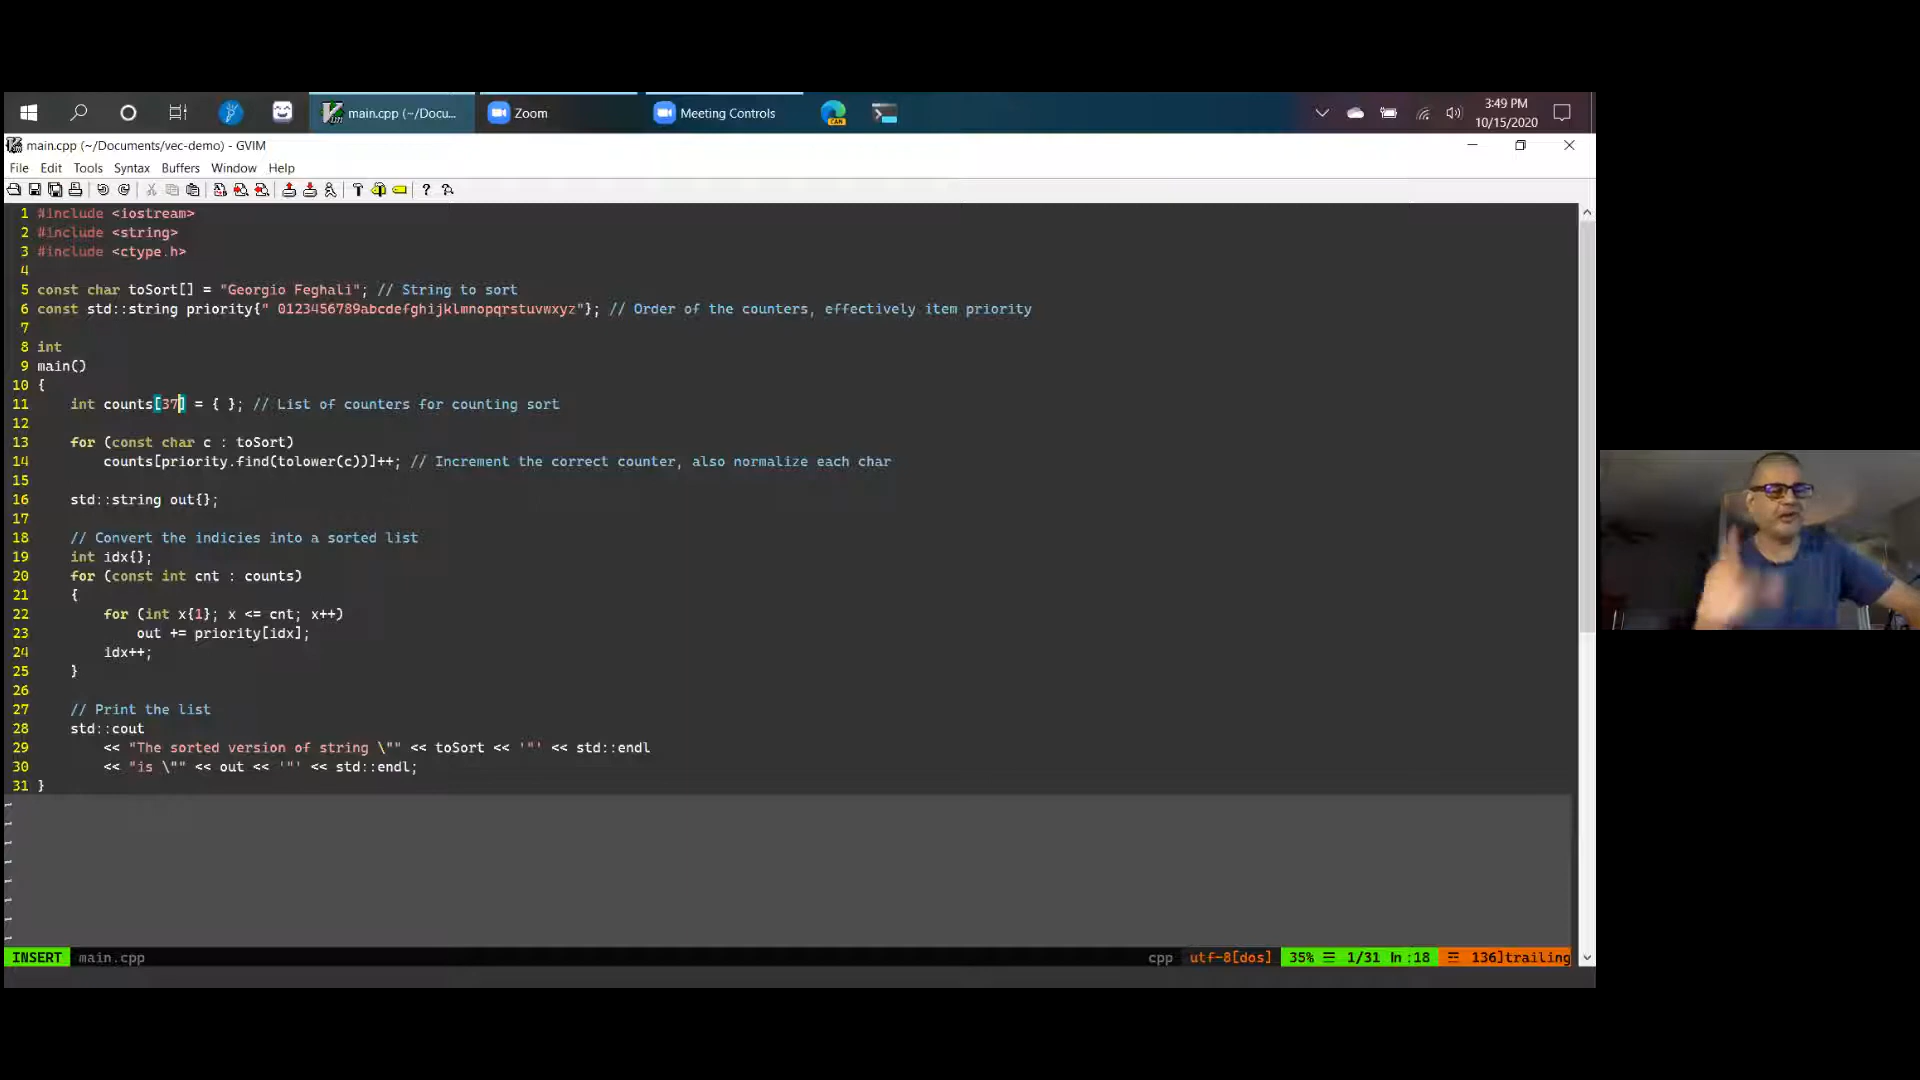 main.cpp (~/Docu...
Zoom
Meeting Controls
CAN
3:49 PM
10/15/2020
main.cpp (~/Documents/vec-demo) - GVIM
File Edit Tools Syntax Buffers Window Help
1 #include <iostream>
2 #include <string>
3 #include <ctype.h>
4
5 const char toSort[] = "Georgio Feghali"; // String to sort
6 const std::string priority{" 0123456789abcdefghijklmnopqrstuvwxyz"}; // Order of the counters, effectively item priority
7
8 int
9 main()
10 {
11     int counts[37] = { }; // List of counters for counting sort
12
13     for (const char c : toSort)
14         counts[priority.find(tolower(c))]++; // Increment the correct counter, also normalize each char
15
16     std::string out{};
17
18     // Convert the indicies into a sorted list
19     int idx{};
20     for (const int cnt : counts)
21     {
22         for (int x{1}; x <= cnt; x++)
23             out += priority[idx];
24         idx++;
25     }
26
27     // Print the list
28     std::cout
29         << "The sorted version of string \"" << toSort << '"' << std::endl
30         << "is \"" << out << '"' << std::endl;
31 }
~
~
~
~
~
~
~
~
INSERT main.cpp cpp utf-8[dos] 35% ☰ 1/31 ln :18 ☲ 136]trailing